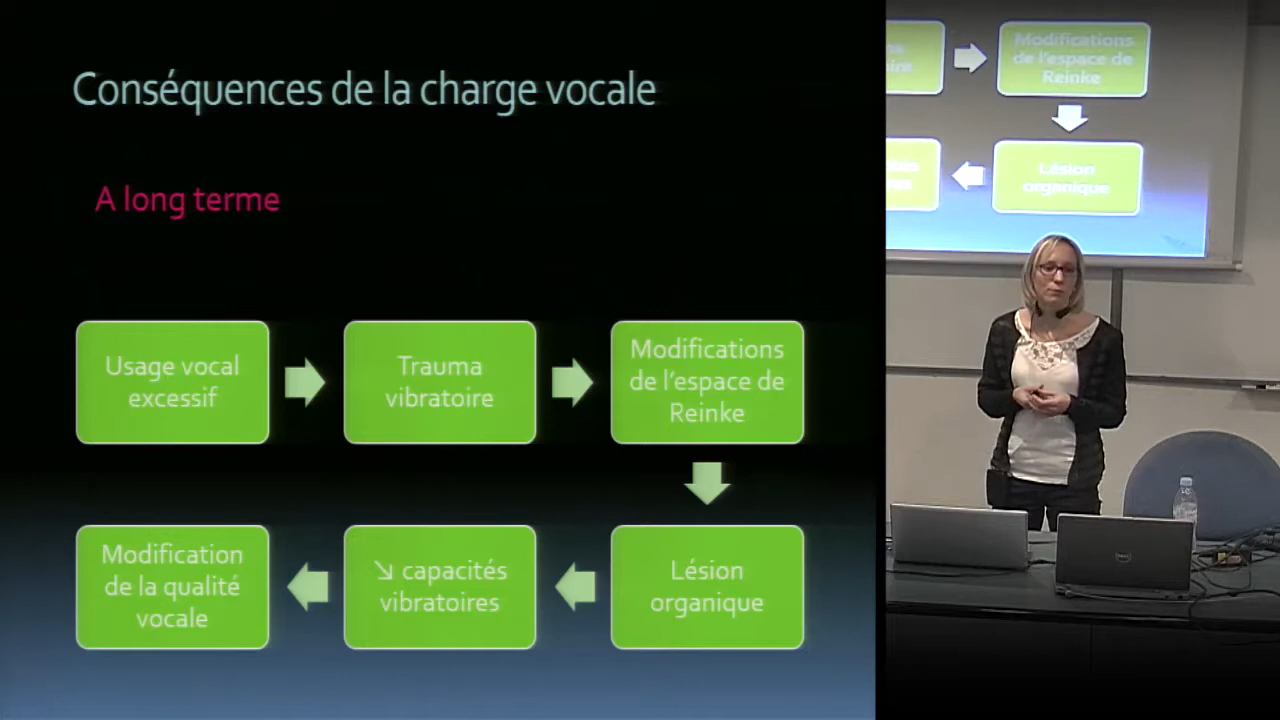 Conséquences de la charge vocale
A long terme
Usage vocal
excessif
Trauma
vibratoire
Modifications
de l’espace de
Reinke
Modification
de la qualité
vocale
↘ capacités
vibratoires
Lésion
organique
Modifications
de l’espace de
Reinke
Lésion
organique
DELL